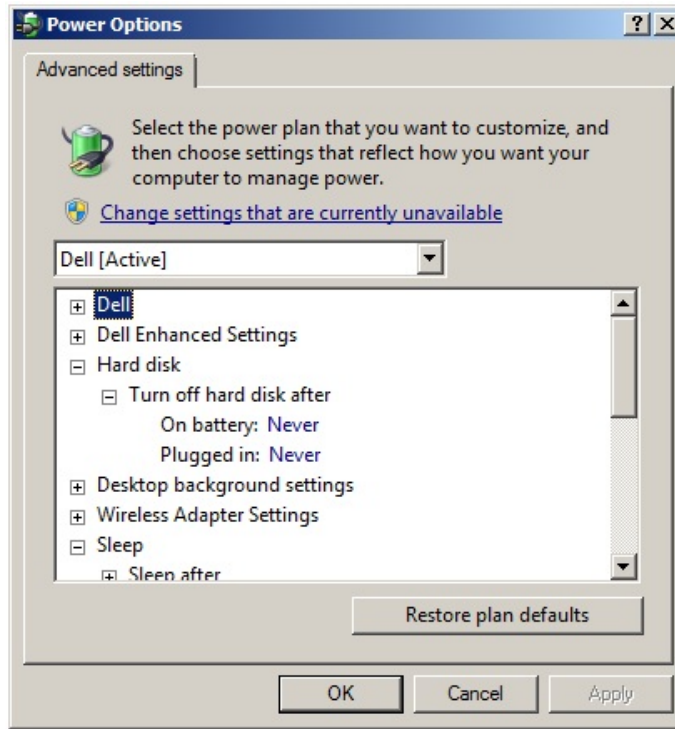 Power Options
Advanced settings
Select the power plan that you want to customize, and
then choose settings that reflect how you want your
computer to manage power.
Change settings that are currently unavailable
Dell [Active]
Dell
Dell Enhanced Settings
Hard disk
Turn off hard disk after
On battery: Never
Plugged in: Never
Desktop background settings
Wireless Adapter Settings
Sleep
Sleep after
Restore plan defaults
OK Cancel Apply